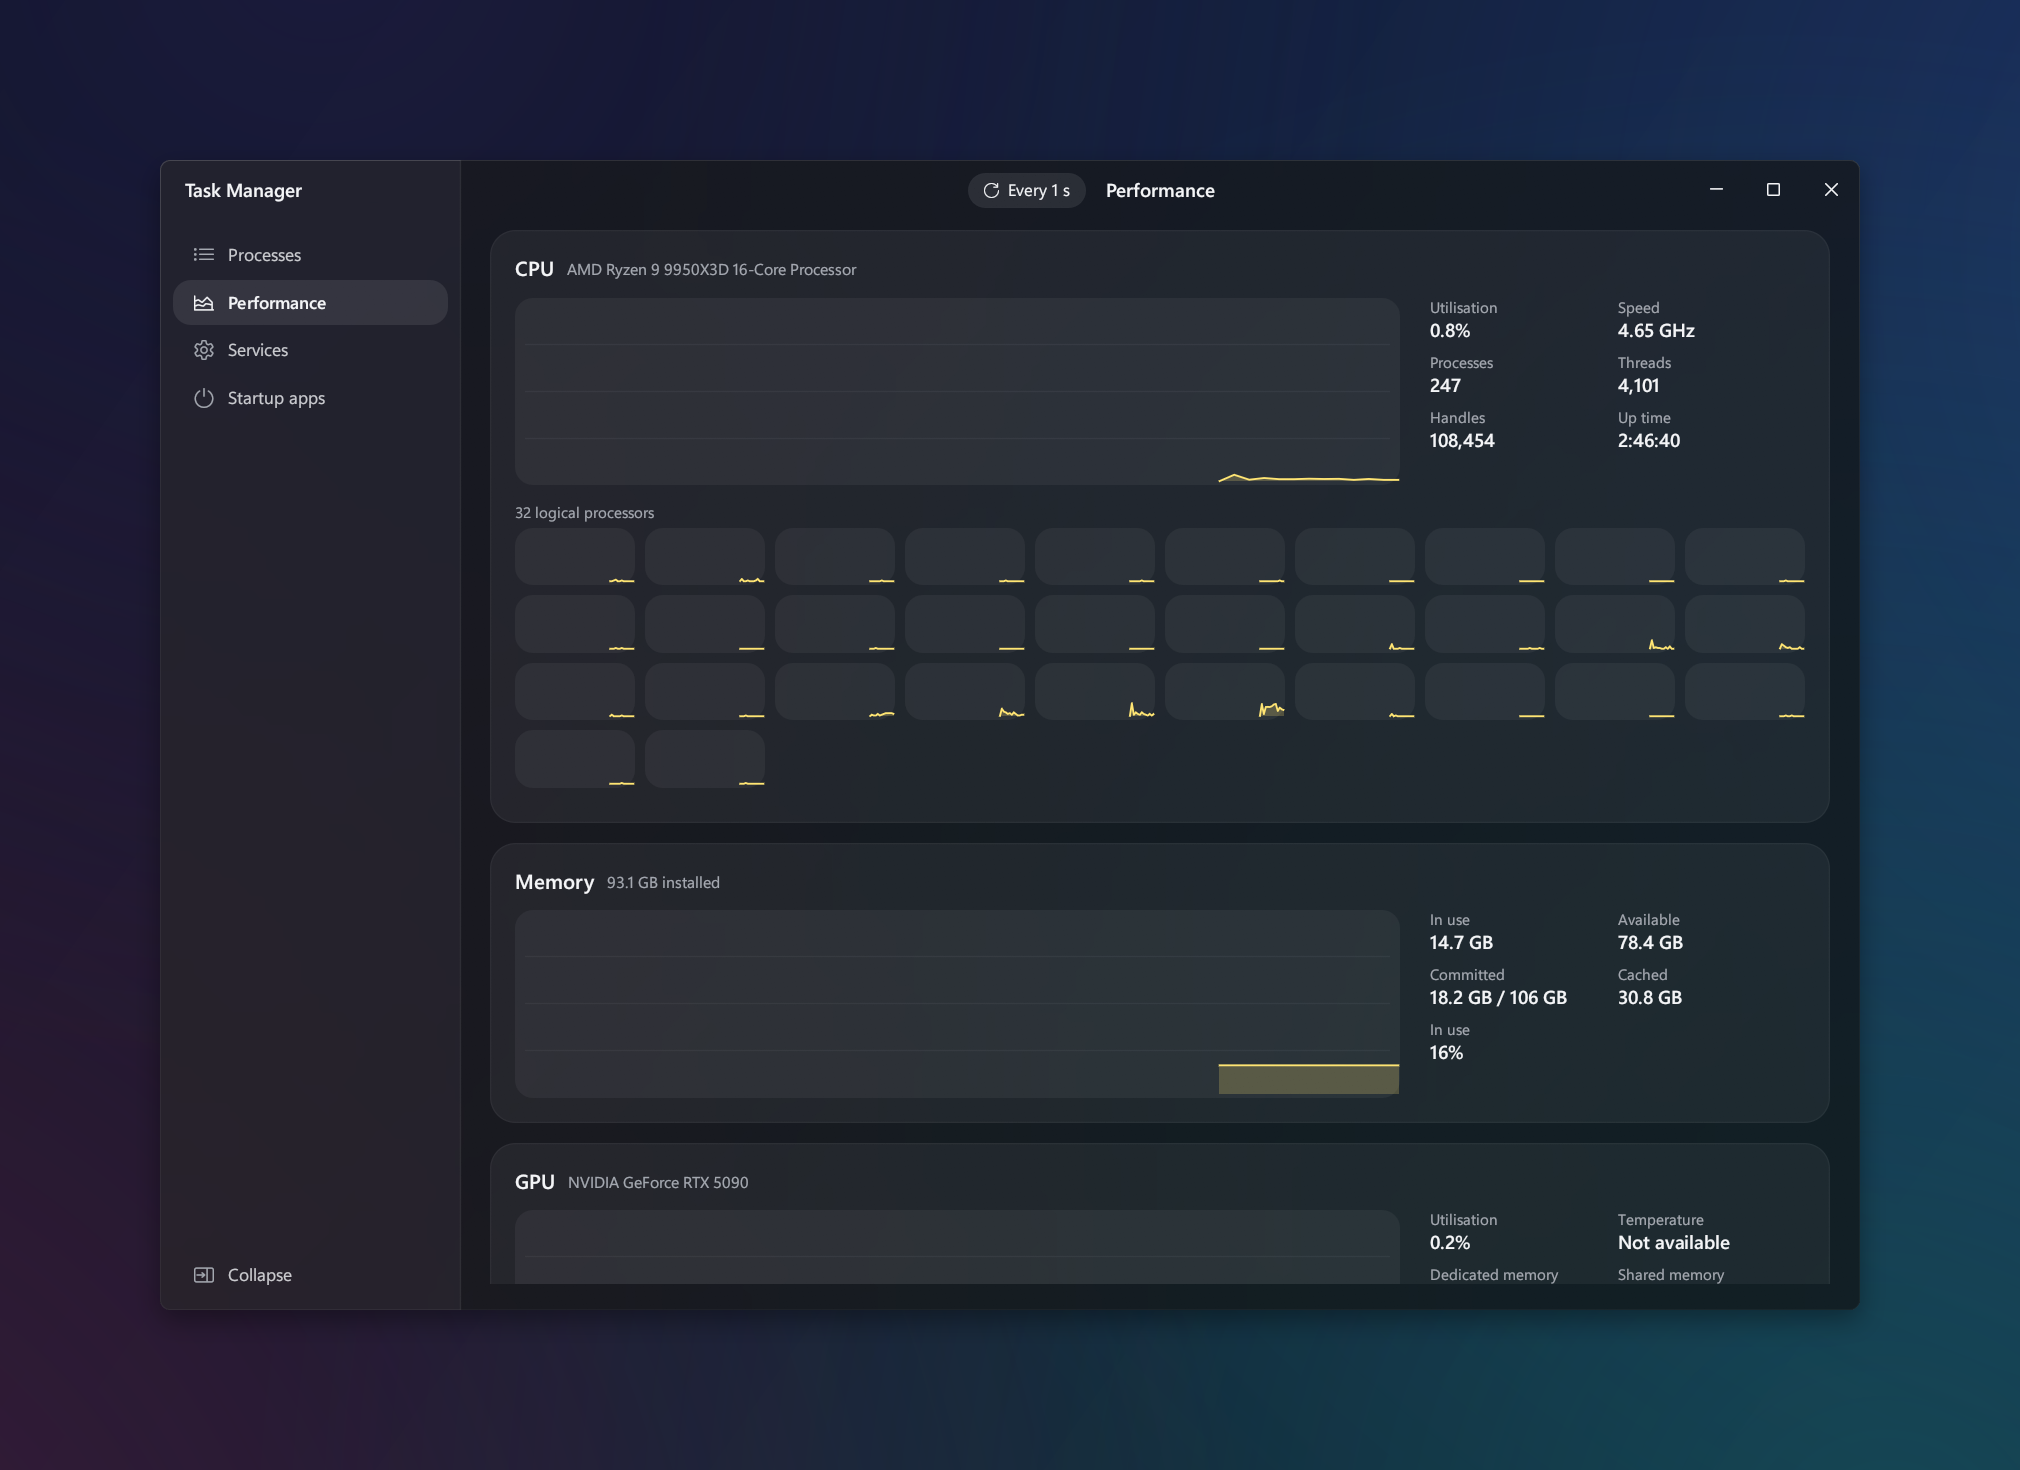 Task Manager
Every 1 s
Performance
Processes
Performance
Services
Startup apps
Collapse
CPU AMD Ryzen 9 9950X3D 16-Core Processor
Utilisation
0.8%
Speed
4.65 GHz
Processes
247
Threads
4,101
Handles
108,454
Up time
2:46:40
32 logical processors
Memory 93.1 GB installed
In use
14.7 GB
Available
78.4 GB
Committed
18.2 GB / 106 GB
Cached
30.8 GB
In use
16%
GPU NVIDIA GeForce RTX 5090
Utilisation
0.2%
Temperature
Not available
Dedicated memory
Shared memory